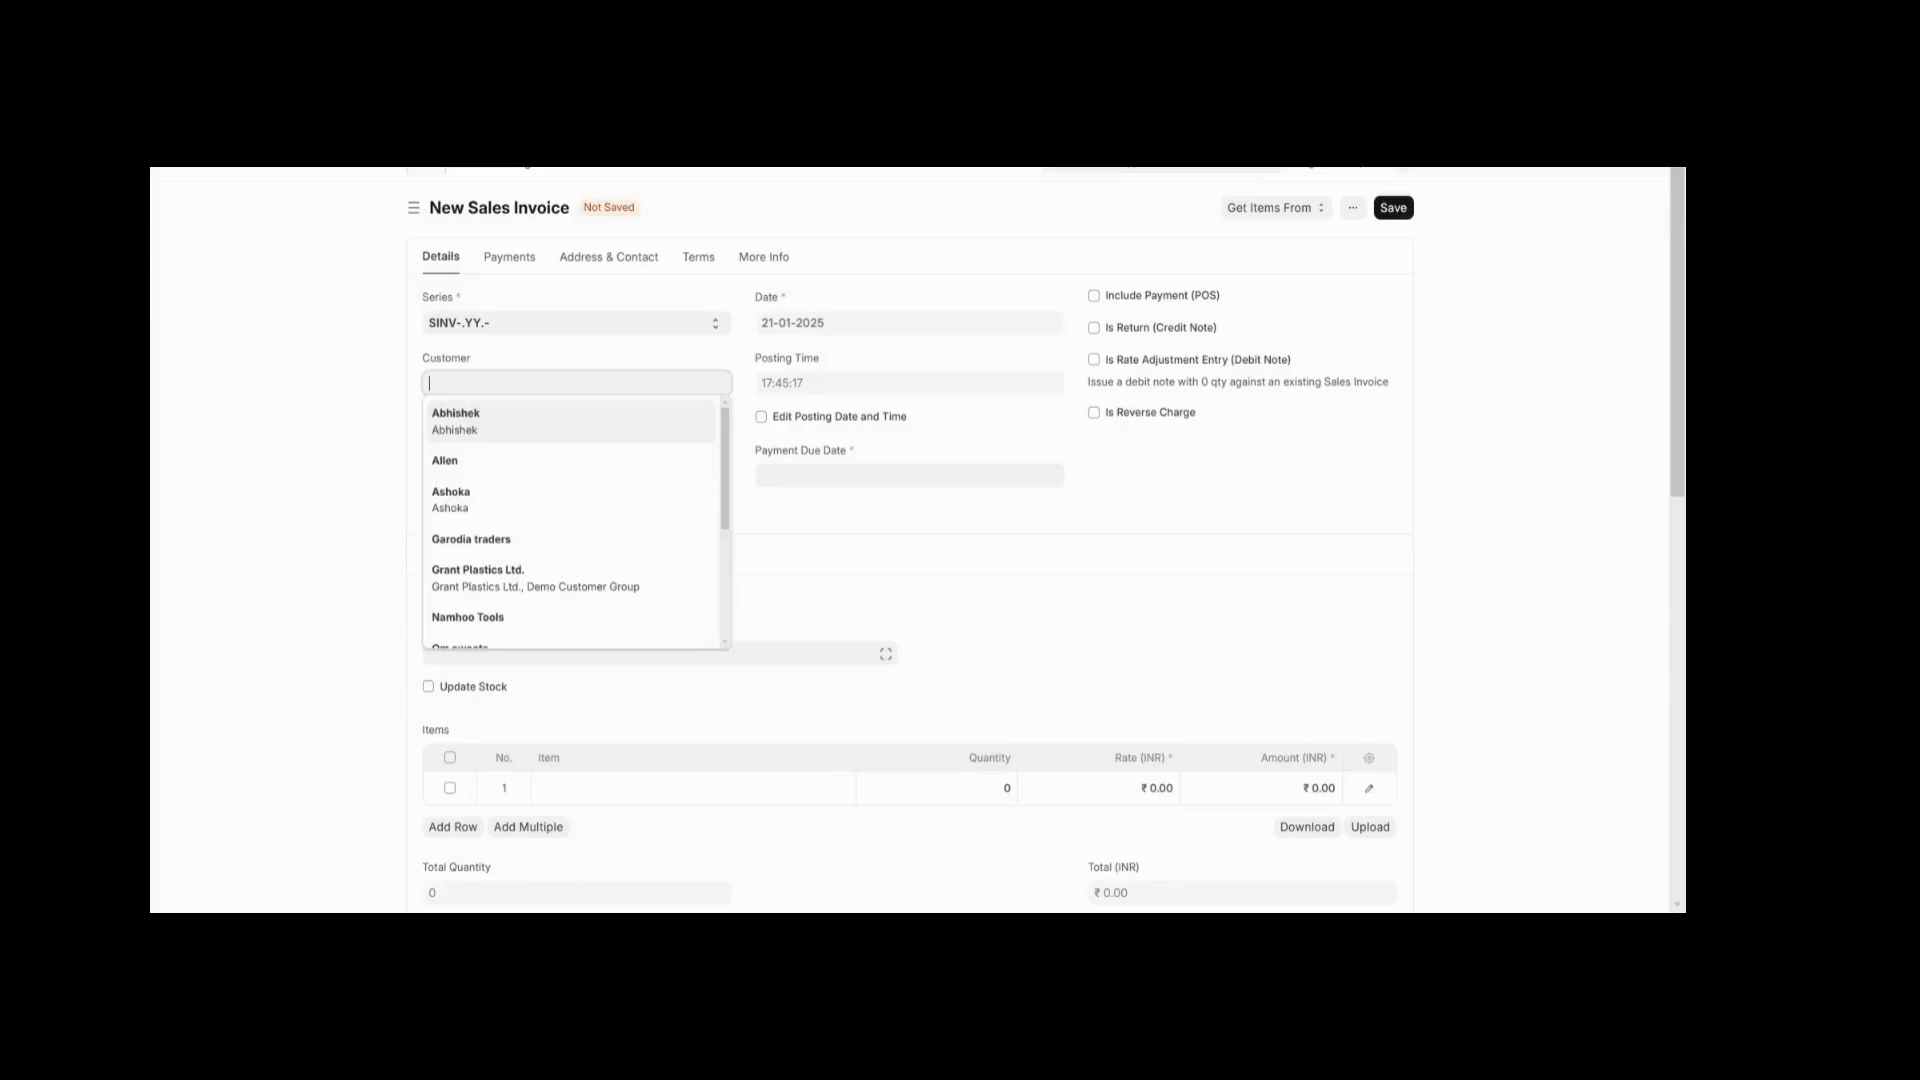 New Sales Invoice Not Saved Get Items From ... Save
Details Payments Address & Contact Terms More Info
Series * Date * Include Payment (POS)
SINV-.YY.- 21-01-2025 Is Return (Credit Note)
Customer Posting Time Is Rate Adjustment Entry (Debit Note)
17:45:17 Issue a debit note with 0 qty against an existing Sales Invoice
Abhishek Edit Posting Date and Time Is Reverse Charge
Abhishek
Payment Due Date *
Allen
Ashoka
Ashoka
Garodia traders
Grant Plastics Ltd.
Grant Plastics Ltd., Demo Customer Group
Namhoo Tools
Update Stock
Items
No. Item Quantity Rate (INR) * Amount (INR) *
1 0 ₹ 0.00 ₹ 0.00
Add Row Add Multiple Download Upload
Total Quantity Total (INR)
0 ₹ 0.00